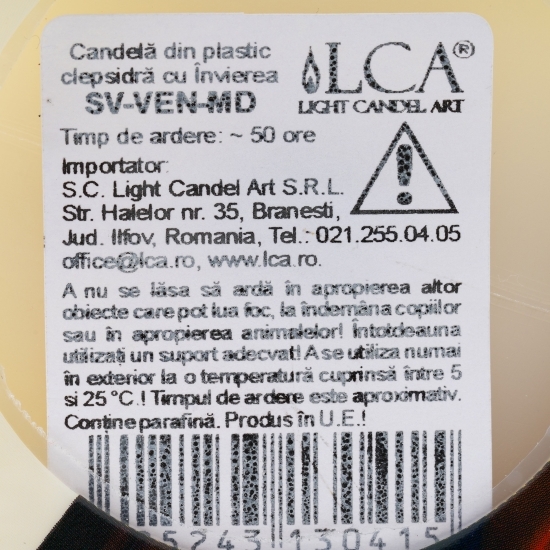 Candelă din plastic
clepsidră cu Învierea
SV-VEN-MD
LCA®
LIGHT CANDEL ART
Timp de ardere: ~ 50 ore
Importator:
S.C. Light Candel Art S.R.L.
Str. Halelor nr. 35, Branesti,
Jud. Ilfov, Romania, Tel.: 021.255.04.05
office@lca.ro, www.lca.ro.
A nu se lăsa să ardă în apropierea altor
obiecte care pot lua foc, la îndemâna copiilor
sau în apropierea animalelor! Întotdeauna
utilizați un suport adecvat! A se utiliza numai
în exterior la o temperatură cuprinsă între 5
si 25 °C.! Timpul de ardere este aproximativ.
Conține parafină. Produs în U.E.!
5243 130415